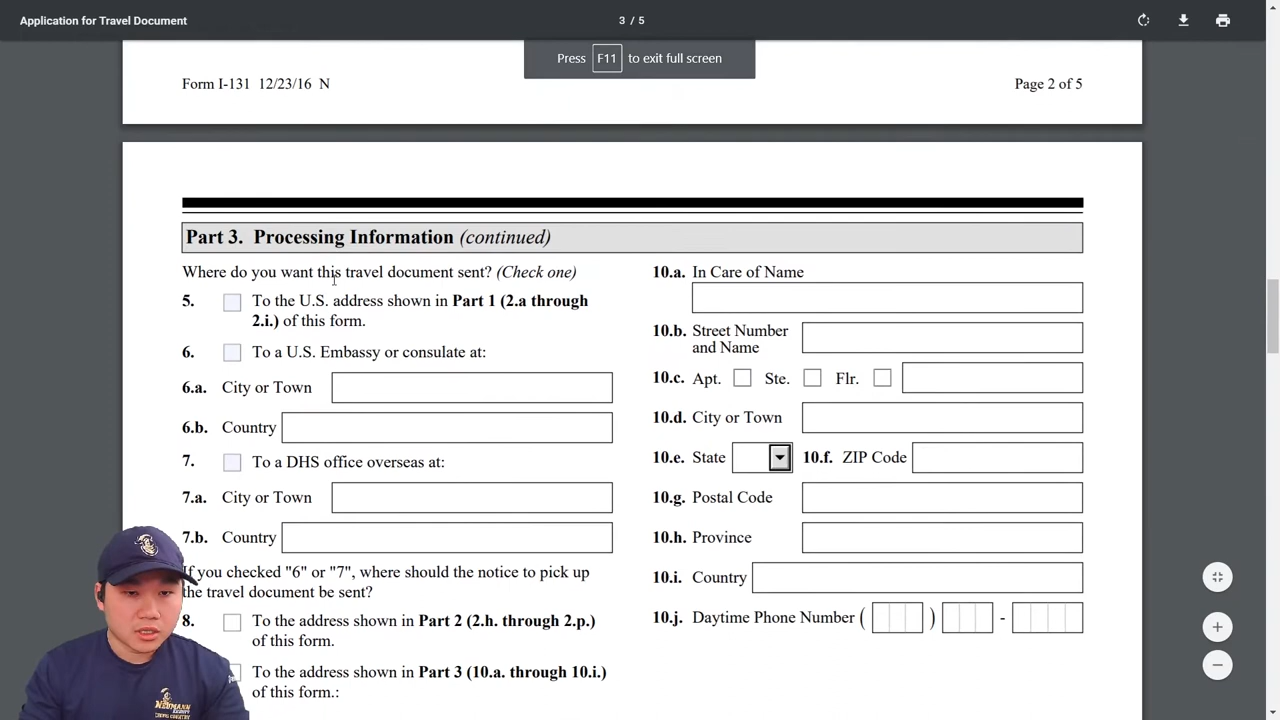 Application for Travel Document
3 / 5
Press F11 to exit full screen
Form I-131 12/23/16 N
Page 2 of 5
Part 3. Processing Information (continued)
Where do you want this travel document sent? (Check one)
5. To the U.S. address shown in Part 1 (2.a through
2.i.) of this form.
6. To a U.S. Embassy or consulate at:
6.a. City or Town
6.b. Country
7. To a DHS office overseas at:
7.a. City or Town
7.b. Country
If you checked "6" or "7", where should the notice to pick up
the travel document be sent?
8. To the address shown in Part 2 (2.h. through 2.p.)
of this form.
To the address shown in Part 3 (10.a. through 10.i.)
of this form.:
10.a. In Care of Name
10.b. Street Number
and Name
10.c. Apt. Ste. Flr.
10.d. City or Town
10.e. State 10.f. ZIP Code
10.g. Postal Code
10.h. Province
10.i. Country
10.j. Daytime Phone Number ( ) -
NEUMANN
CROSS COUNTRY